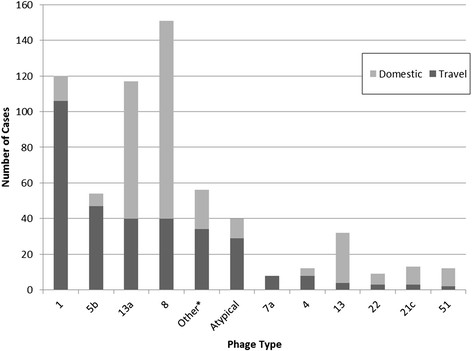 160
140
120
100
80
60
40
20
0
Number of Cases
Domestic Travel
1 5b 13a 8 Other* Atypical 7a 4 13 22 21c 51
Phage Type